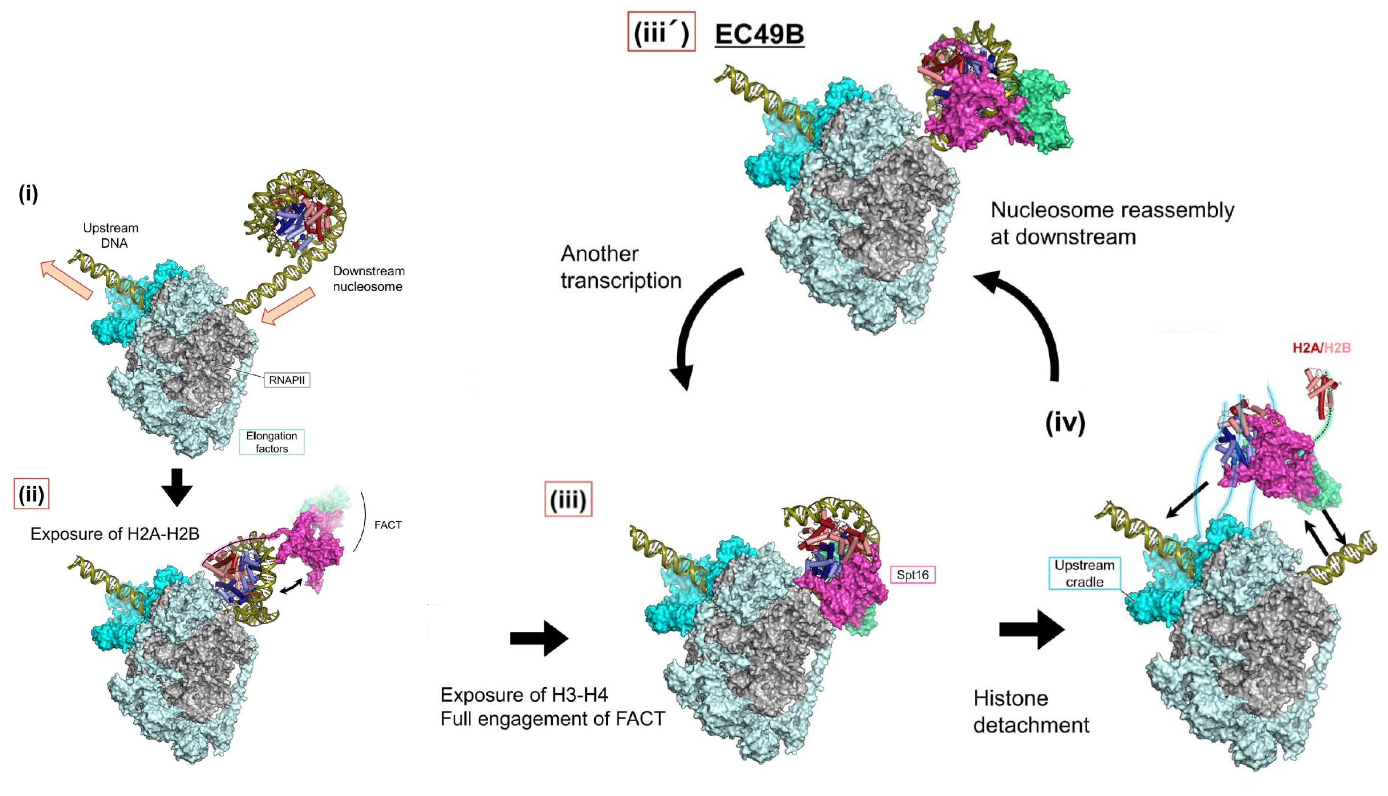 (iii´) EC49B
(i)
Upstream
DNA
Downstream
nucleosome
RNAPII
Elongation
factors
Another
transcription
Nucleosome reassembly
at downstream
(ii)
Exposure of H2A-H2B
FACT
(iii)
Spt16
Exposure of H3-H4
Full engagement of FACT
(iv)
H2A/H2B
Upstream
cradle
Histone
detachment